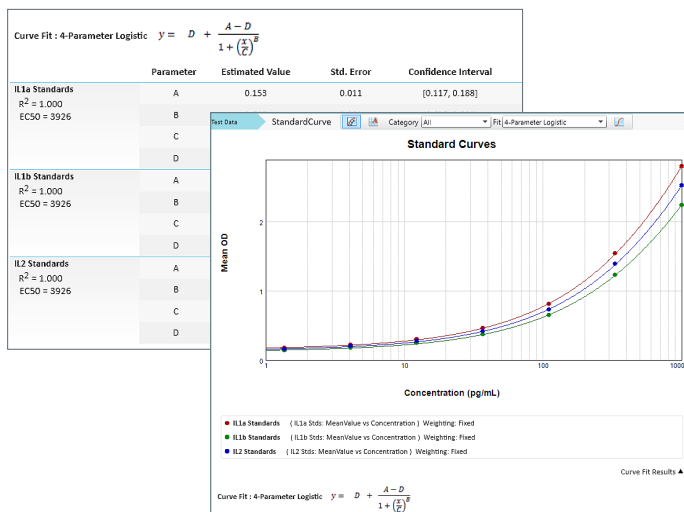 Curve Fit : 4-Parameter Logistic y = D + A – D / 1 + (x/C)^B
Parameter Estimated Value Std. Error Confidence Interval
IL1a Standards
R2 = 1.000
EC50 = 3926
A 0.153 0.011 [0.117, 0.188]
B
C
D
IL1b Standards
R2 = 1.000
EC50 = 3926
A
B
C
D
IL2 Standards
R2 = 1.000
EC50 = 3926
A
B
C
D
Test Data StandardCurve Category All Fit 4-Parameter Logistic
Standard Curves
Mean OD
2
1
0
1 10 100 1000
Concentration (pg/mL)
IL1a Standards ( IL1a Stds: MeanValue vs Concentration ) Weighting: Fixed
IL1b Standards ( IL1b Stds: MeanValue vs Concentration ) Weighting: Fixed
IL2 Standards ( IL2 Stds: MeanValue vs Concentration ) Weighting: Fixed
Curve Fit Results ▲
Curve Fit : 4-Parameter Logistic y = D + A – D / 1 + (x/C)^B